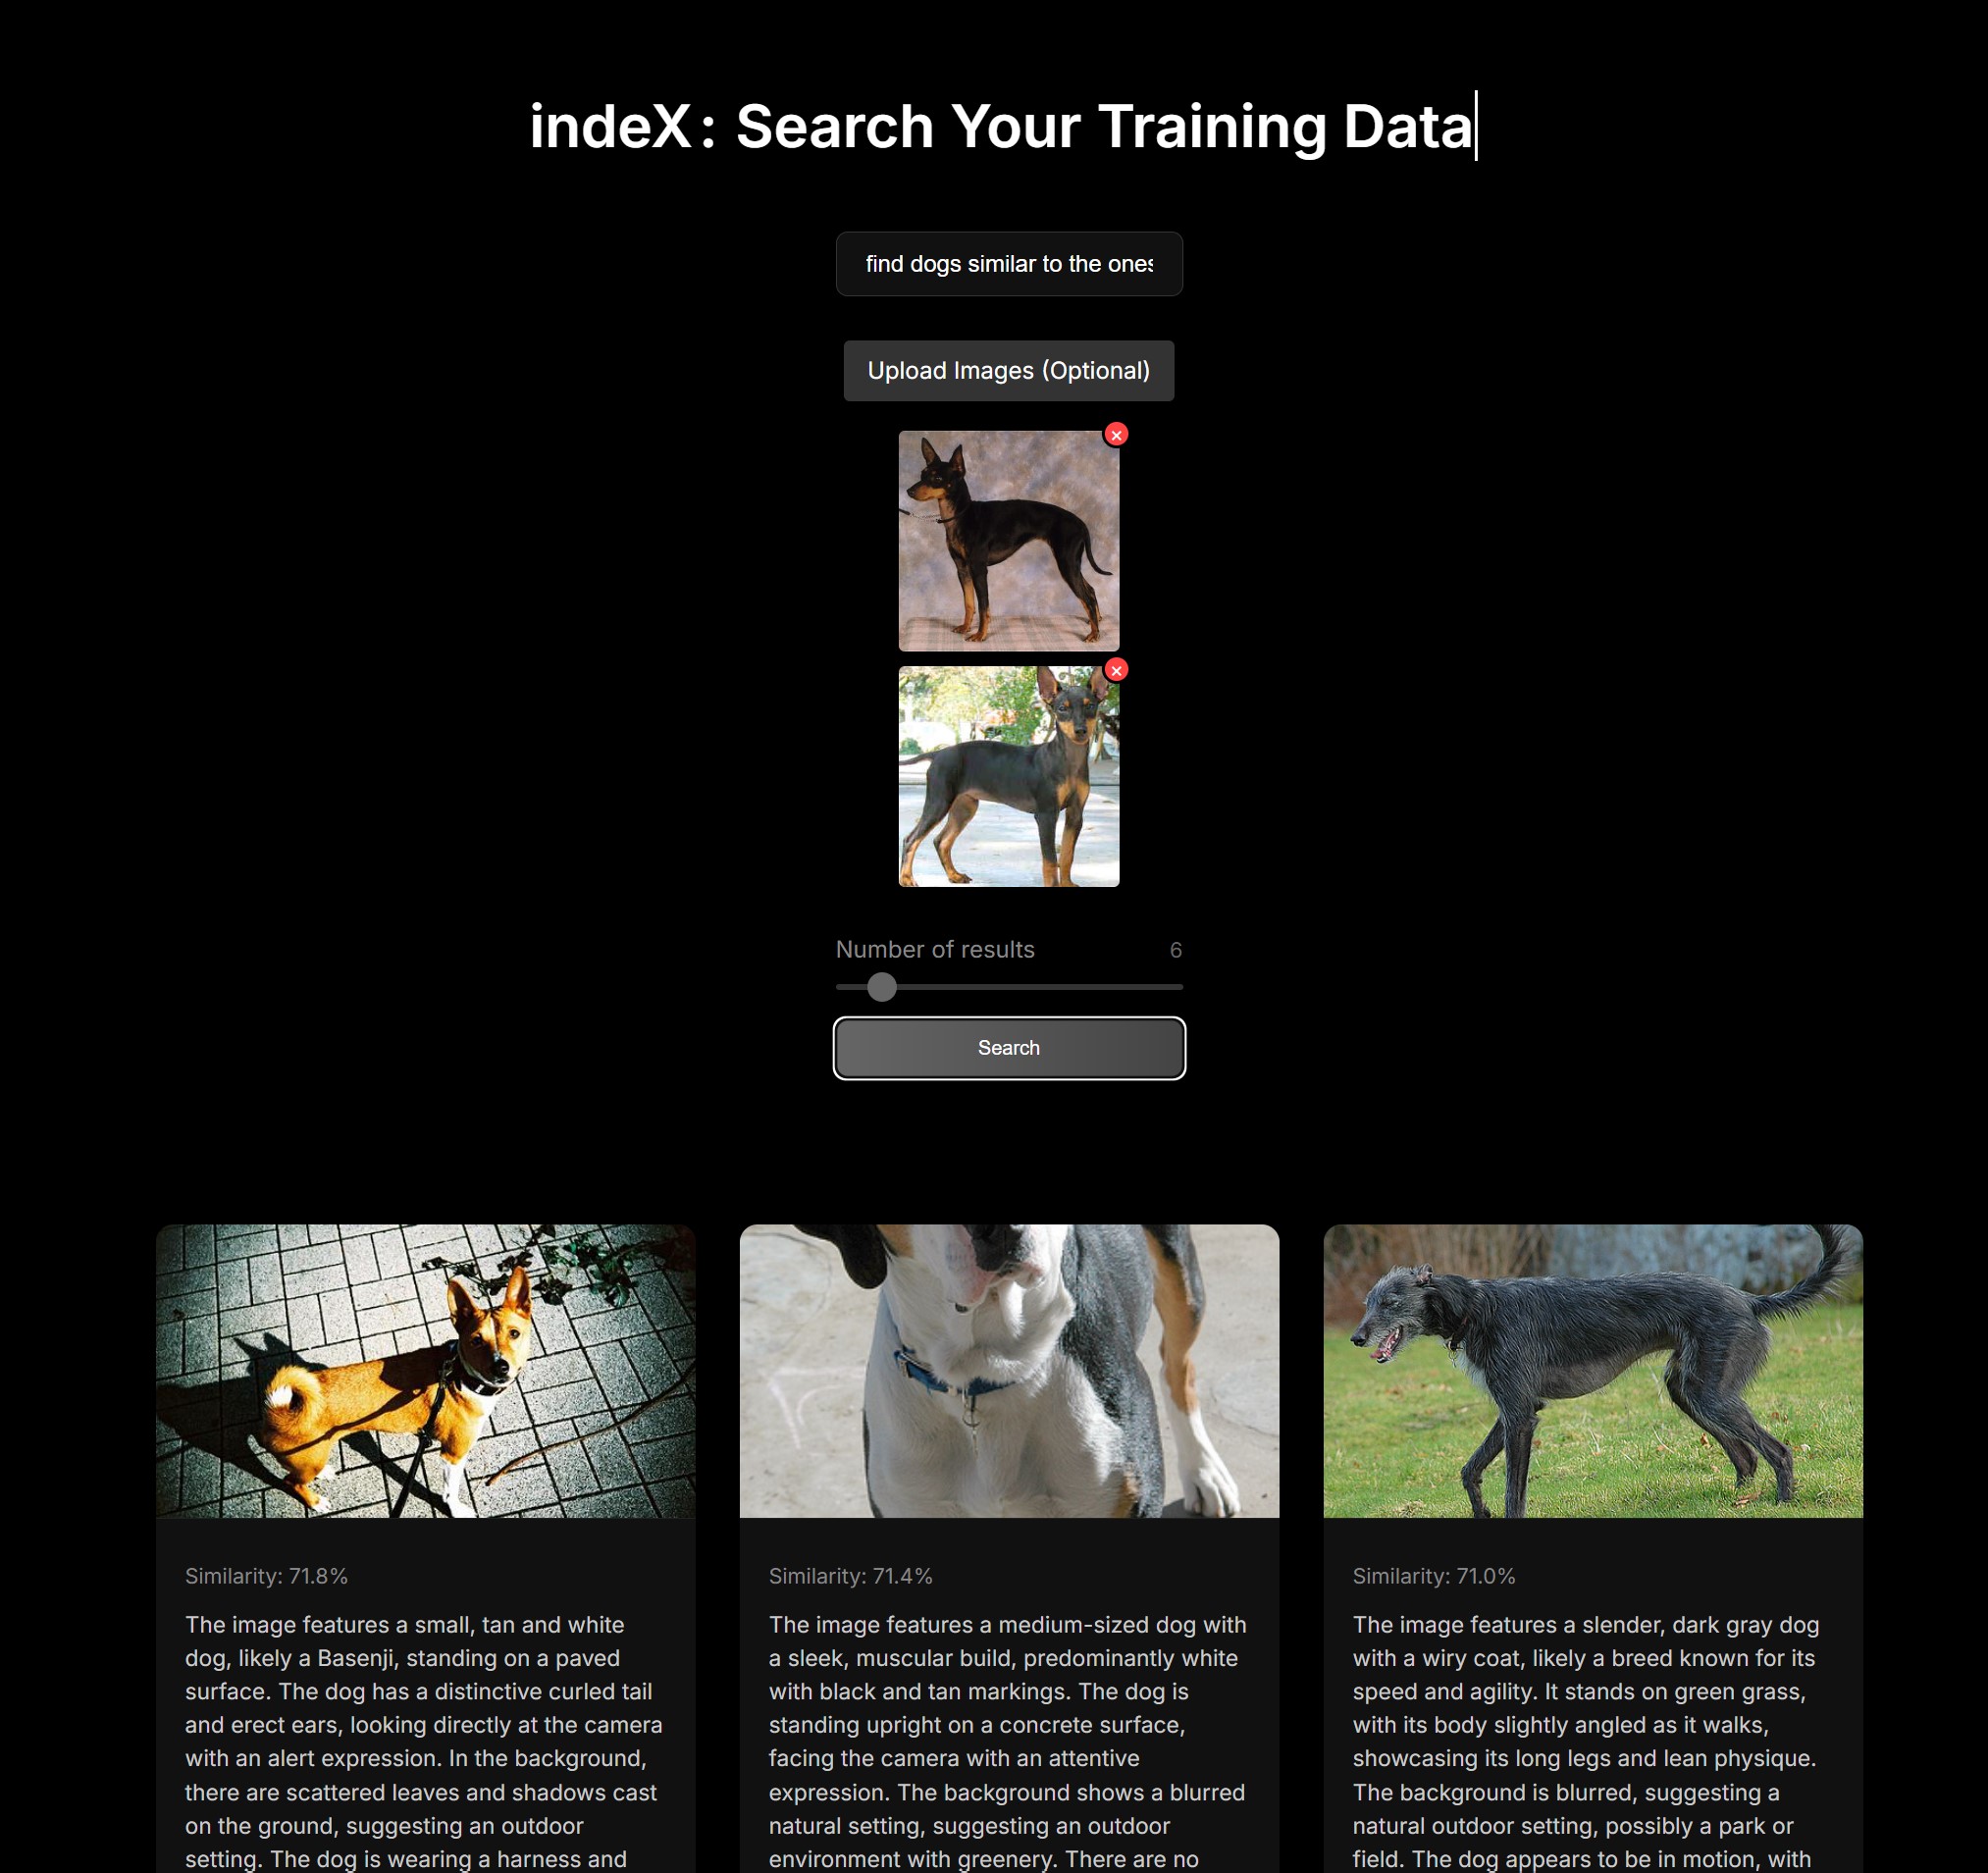 indeX: Search Your Training Data
find dogs similar to the ones
Upload Images (Optional)
Number of results 6
Search
Similarity: 71.8%
The image features a small, tan and white
dog, likely a Basenji, standing on a paved
surface. The dog has a distinctive curled tail
and erect ears, looking directly at the camera
with an alert expression. In the background,
there are scattered leaves and shadows cast
on the ground, suggesting an outdoor
setting. The dog is wearing a harness and
Similarity: 71.4%
The image features a medium-sized dog with
a sleek, muscular build, predominantly white
with black and tan markings. The dog is
standing upright on a concrete surface,
facing the camera with an attentive
expression. The background shows a blurred
natural setting, suggesting an outdoor
environment with greenery. There are no
Similarity: 71.0%
The image features a slender, dark gray dog
with a wiry coat, likely a breed known for its
speed and agility. It stands on green grass,
with its body slightly angled as it walks,
showcasing its long legs and lean physique.
The background is blurred, suggesting a
natural outdoor setting, possibly a park or
field. The dog appears to be in motion, with